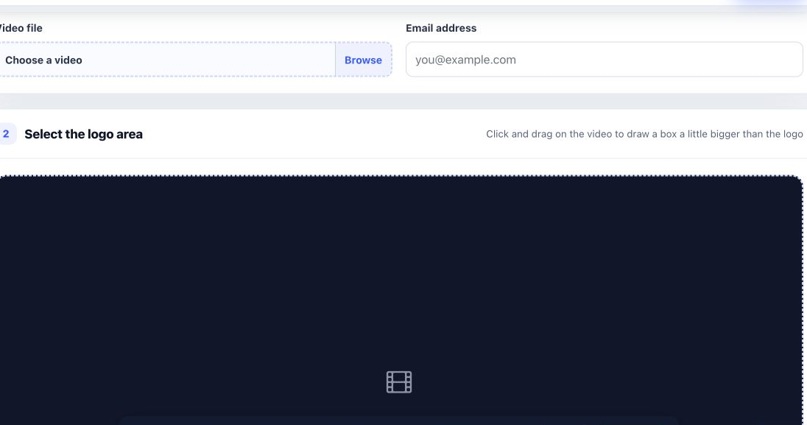 Video file
Email address
Choose a video
Browse
you@example.com
2
Select the logo area
Click and drag on the video to draw a box a little bigger than the logo